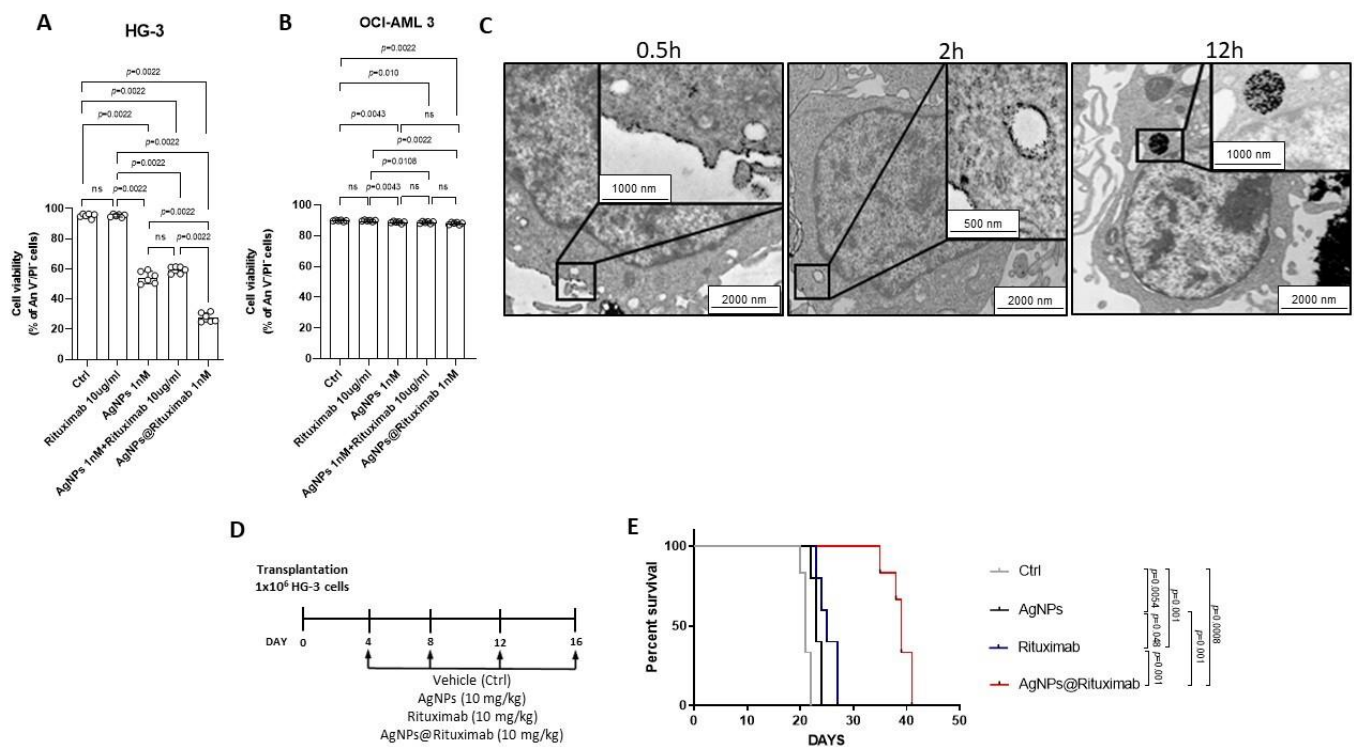 A
HG-3
p=0.0022
p=0.0022
p=0.0022
p=0.0022
p=0.0022
ns
p=0.0022
p=0.0022
ns
p=0.0022
Cell viability
(% of An V⁻/PI⁻ cells)
100
80
60
40
20
0
Ctrl
Rituximab 10ug/ml
AgNPs 1nM
AgNPs 1nM+Rituximab 10ug/ml
AgNPs@Rituximab 1nM
B
OCI-AML 3
p=0.0022
p=0.010
p=0.0043
ns
p=0.0022
p=0.0108
ns
p=0.0043
ns
ns
Cell viability
(% of An V⁻/PI⁻ cells)
100
80
60
40
20
0
Ctrl
Rituximab 10ug/ml
AgNPs 1nM
AgNPs 1nM+Rituximab 10ug/ml
AgNPs@Rituximab 1nM
C
0.5h
2h
12h
1000 nm
2000 nm
500 nm
2000 nm
1000 nm
2000 nm
D
Transplantation
1x10⁶ HG-3 cells
DAY
0
4
8
12
16
Vehicle (Ctrl)
AgNPs (10 mg/kg)
Rituximab (10 mg/kg)
AgNPs@Rituximab (10 mg/kg)
E
Percent survival
100
50
0
0
10
20
30
40
50
DAYS
Ctrl
AgNPs
Rituximab
AgNPs@Rituximab
p=0.0054
p=0.048
p=0.001
p=0.001
p=0.001
p=0.0008